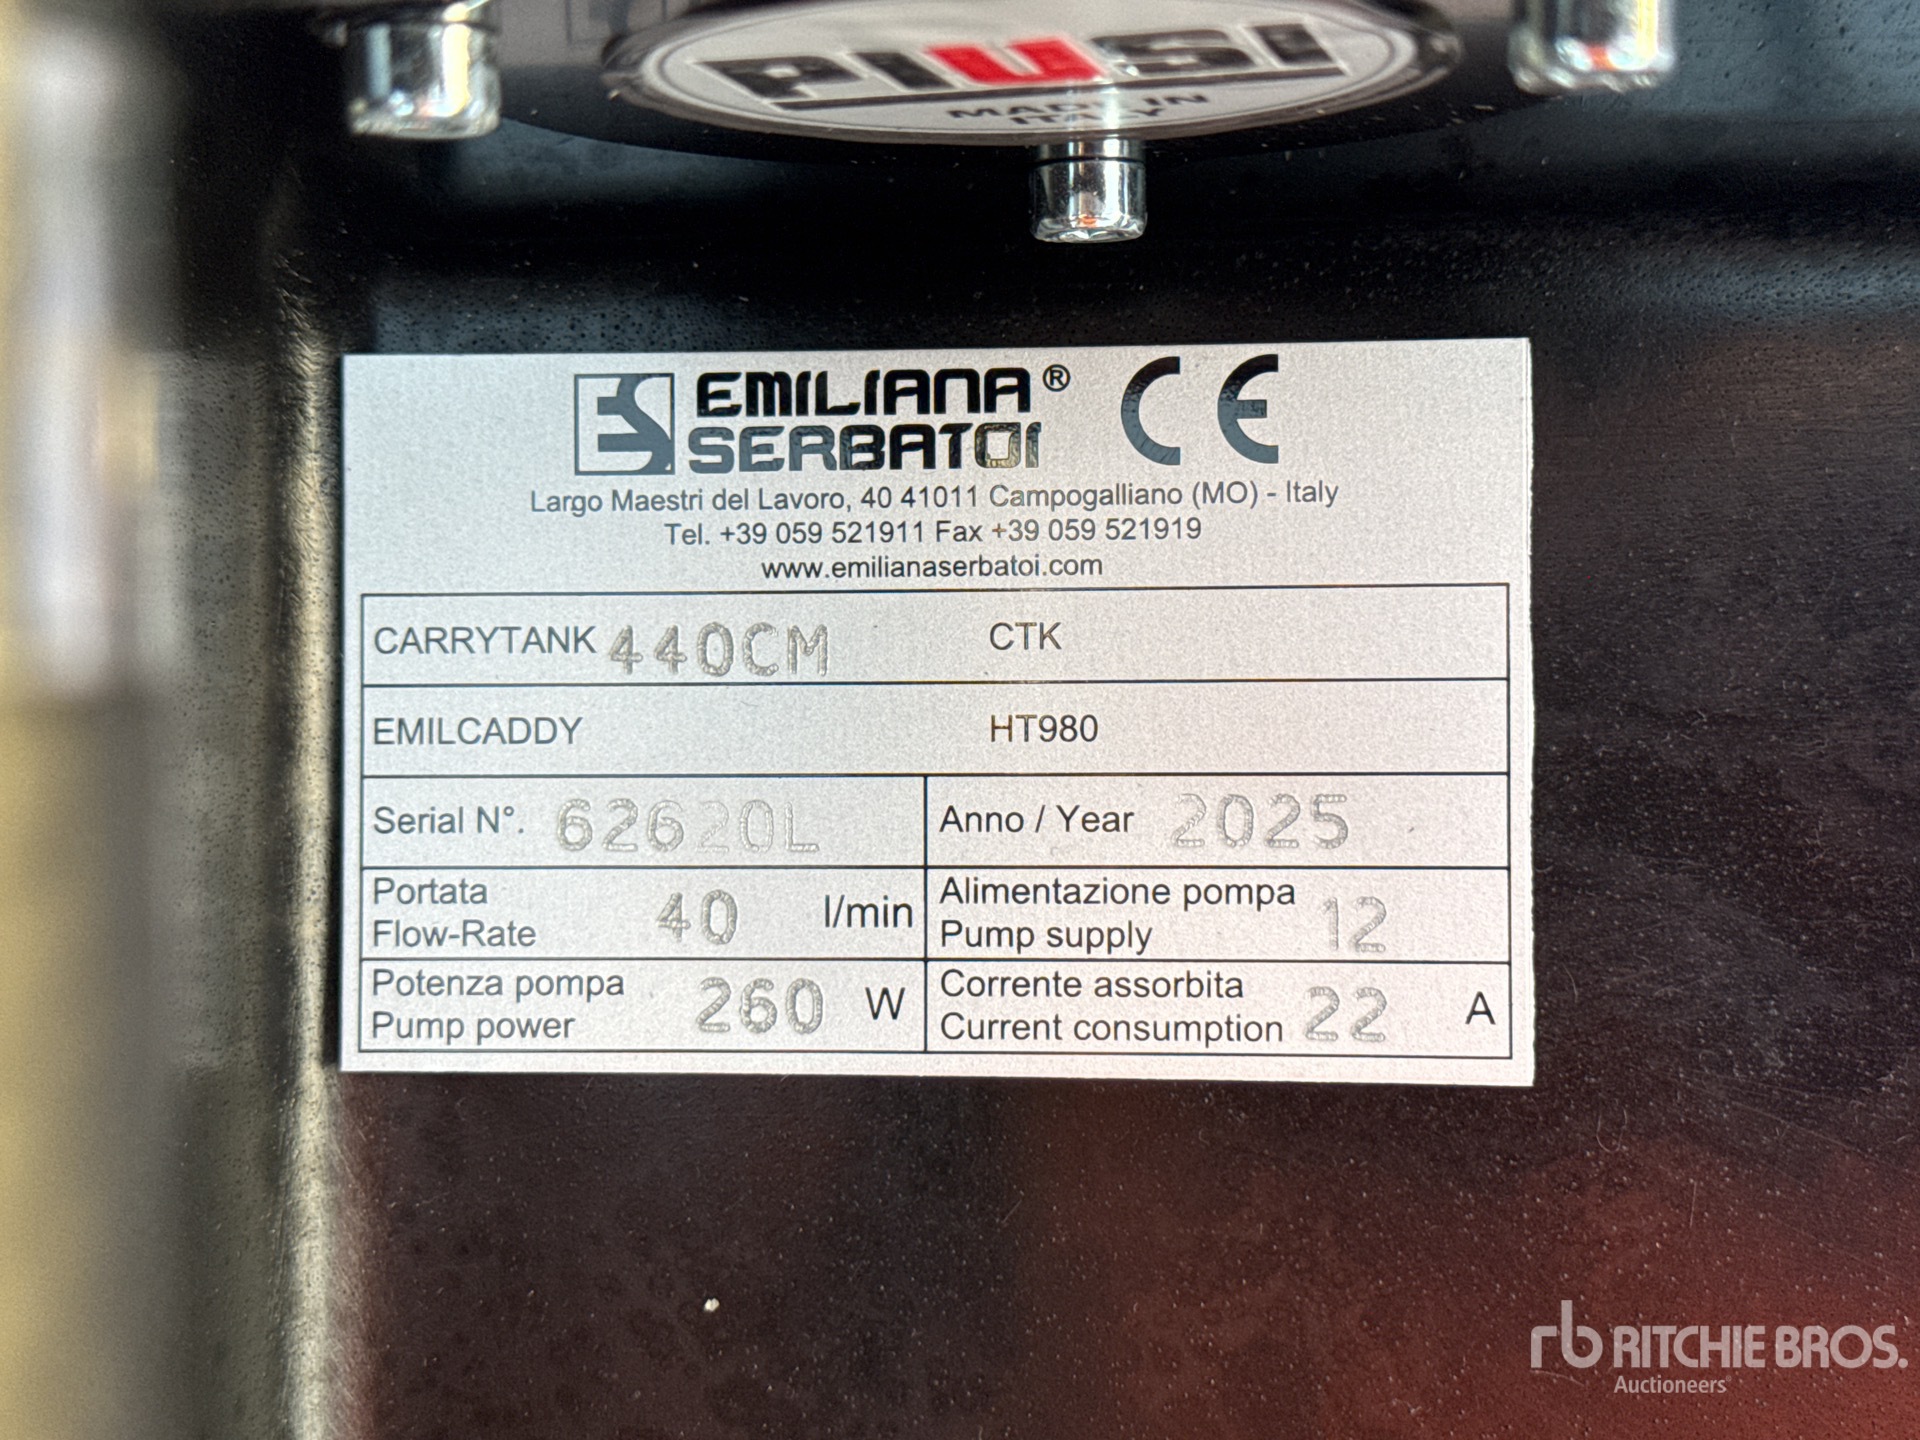 PIUSI
MADE IN
ITALY
ES EMILIANA® CE
SERBATOI
Largo Maestri del Lavoro, 40 41011 Campogalliano (MO) - Italy
Tel. +39 059 521911 Fax +39 059 521919
www.emilianaserbatoi.com
CARRYTANK 440CM CTK
EMILCADDY HT980
Serial N°. 62620L Anno / Year 2025
Portata
Flow-Rate 40 l/min
Alimentazione pompa
Pump supply 12
Potenza pompa
Pump power 260 W
Corrente assorbita
Current consumption 22 A
rb RITCHIE BROS.
Auctioneers